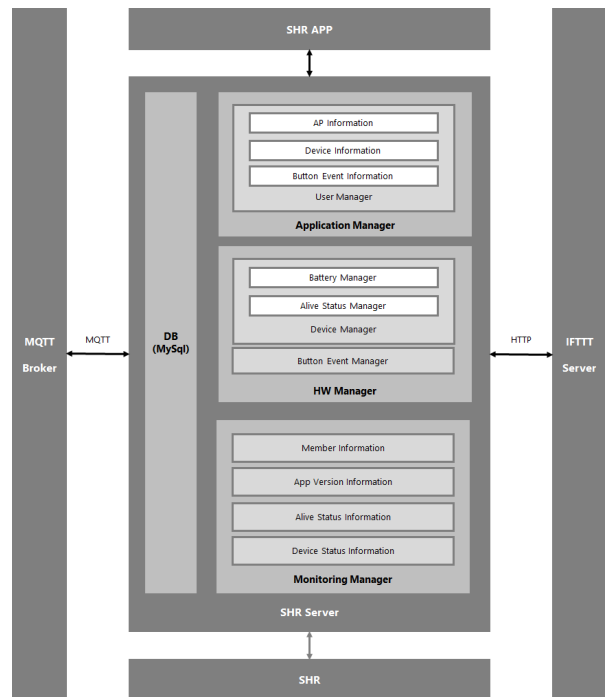 SHR APP
AP Information
Device Information
Button Event Information
User Manager
Application Manager
Battery Manager
Alive Status Manager
Device Manager
Button Event Manager
HW Manager
DB
(MySql)
MQTT
Broker
MQTT
HTTP
IFTTT
Server
Member Information
App Version Information
Alive Status Information
Device Status Information
Monitoring Manager
SHR Server
SHR